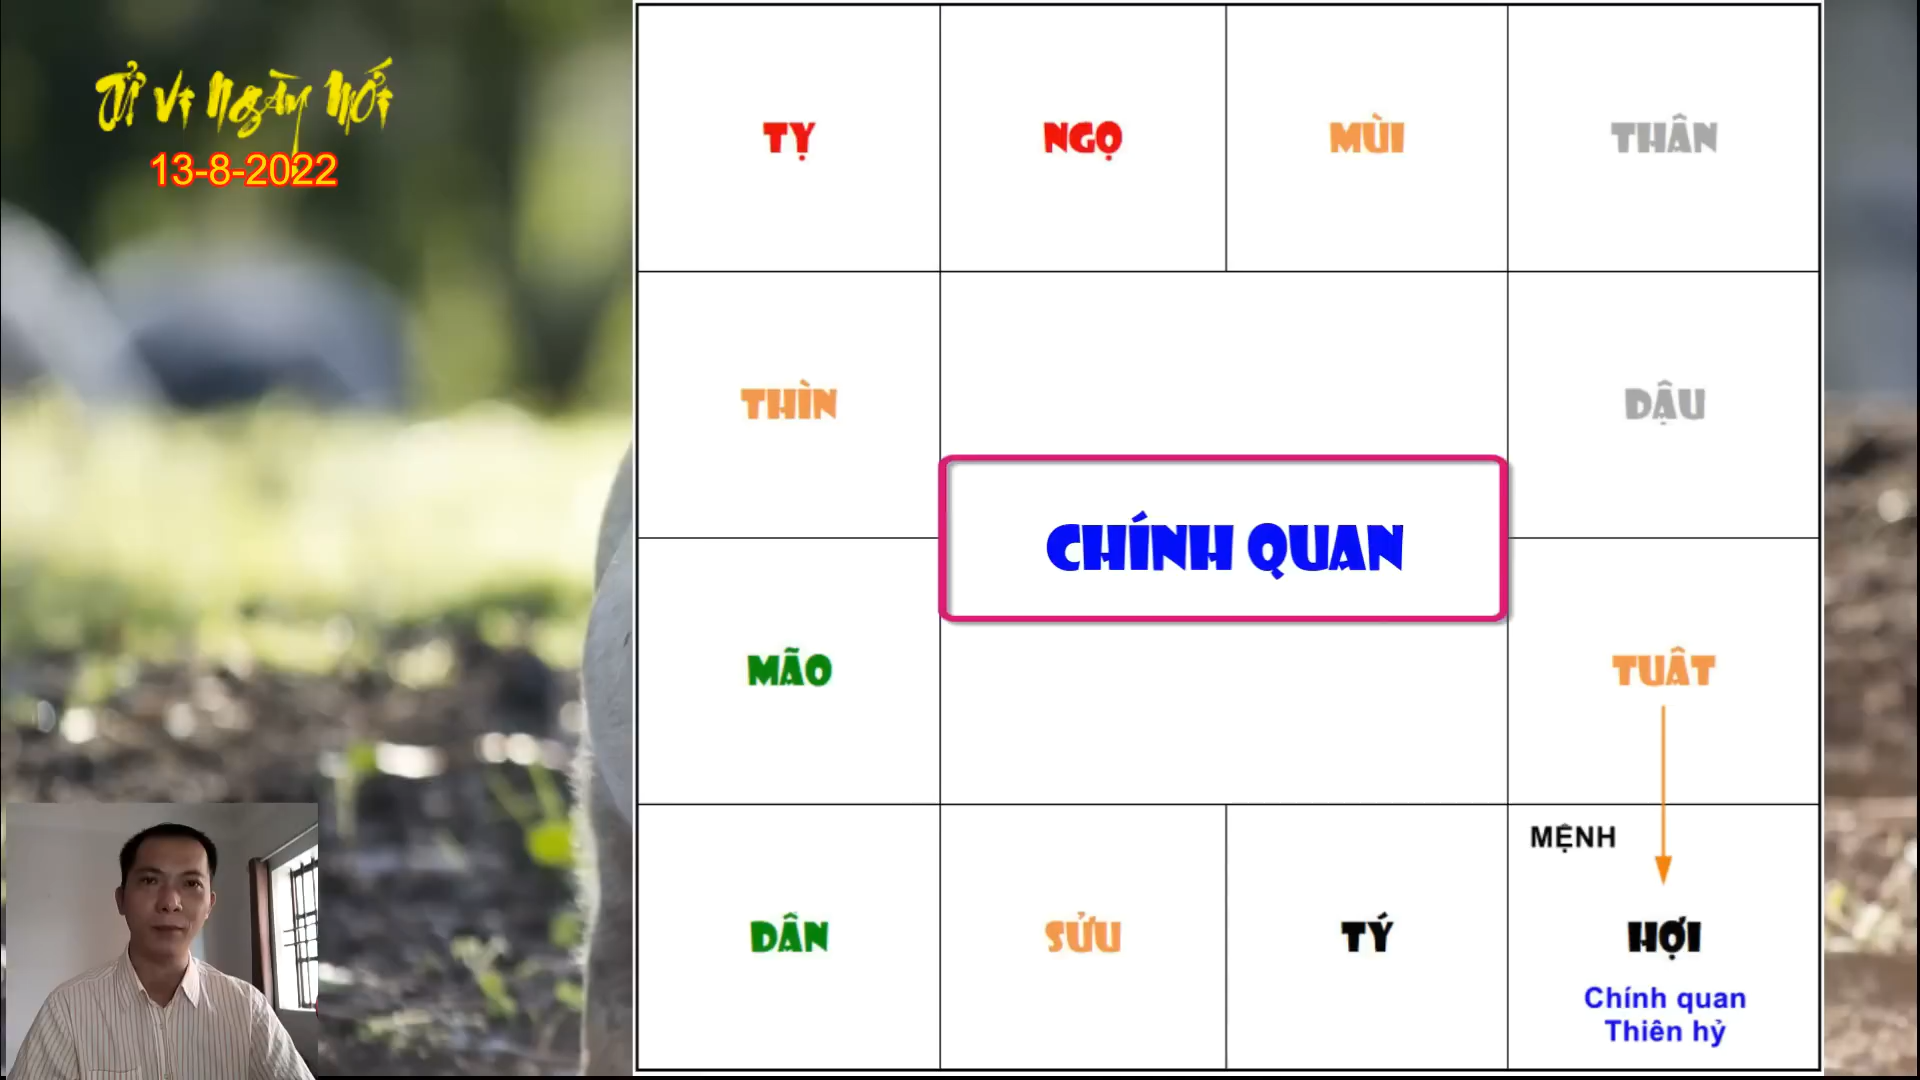 Tử Vi Ngày Mới
13-8-2022
TỴ
NGỌ
MÙI
THÂN
THÌN
DẬU
CHÍNH QUAN
MÃO
TUẤT
MỆNH
DẦN
SỬU
TÝ
HỢI
Chính quan
Thiên hỷ